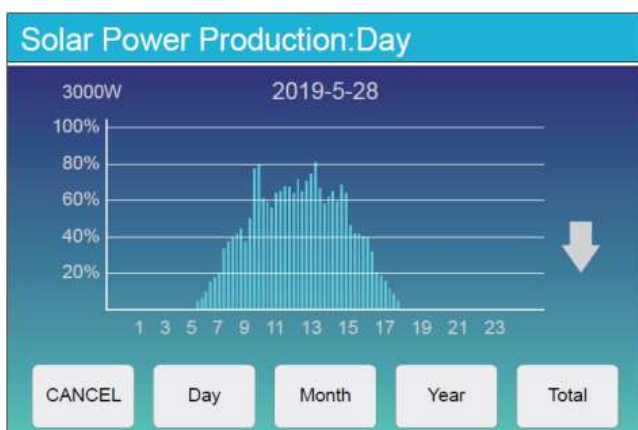 Solar Power Production:Day
3000W 2019-5-28
100%
80%
60%
40%
20%
1 3 5 7 9 11 13 15 17 19 21 23
CANCEL Day Month Year Total